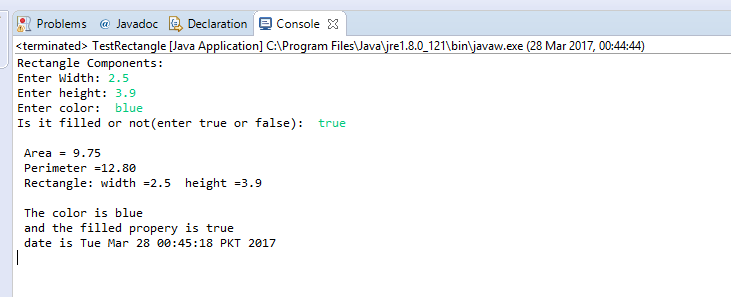 Problems @ Javadoc Declaration Console
<terminated> TestRectangle [Java Application] C:\Program Files\Java\jre1.8.0_121\bin\javaw.exe (28 Mar 2017, 00:44:44)
Rectangle Components:
Enter Width: 2.5
Enter height: 3.9
Enter color:  blue
Is it filled or not(enter true or false):  true
Area = 9.75
Perimeter =12.80
Rectangle: width =2.5  height =3.9
The color is blue
and the filled propery is true
date is Tue Mar 28 00:45:18 PKT 2017